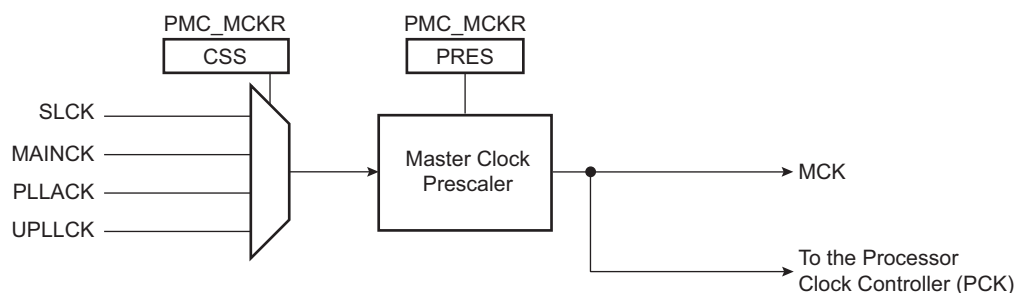 PMC_MCKR
PMC_MCKR
CSS
PRES
SLCK
MAINCK
PLLACK
UPLLCK
Master Clock
Prescaler
MCK
To the Processor
Clock Controller (PCK)